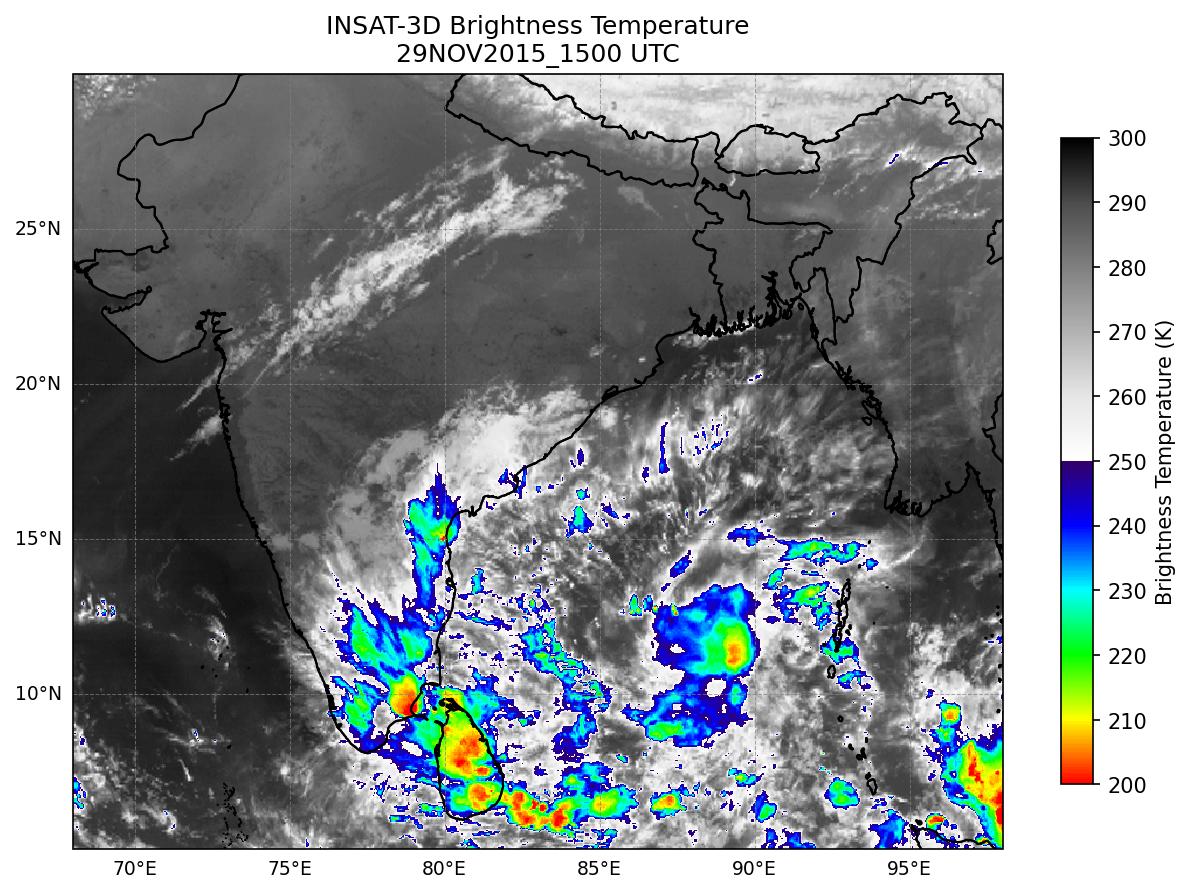 INSAT-3D Brightness Temperature
29NOV2015_1500 UTC
25°N
20°N
15°N
10°N
70°E
75°E
80°E
85°E
90°E
95°E
300
290
280
270
260
250
240
230
220
210
200
Brightness Temperature (K)